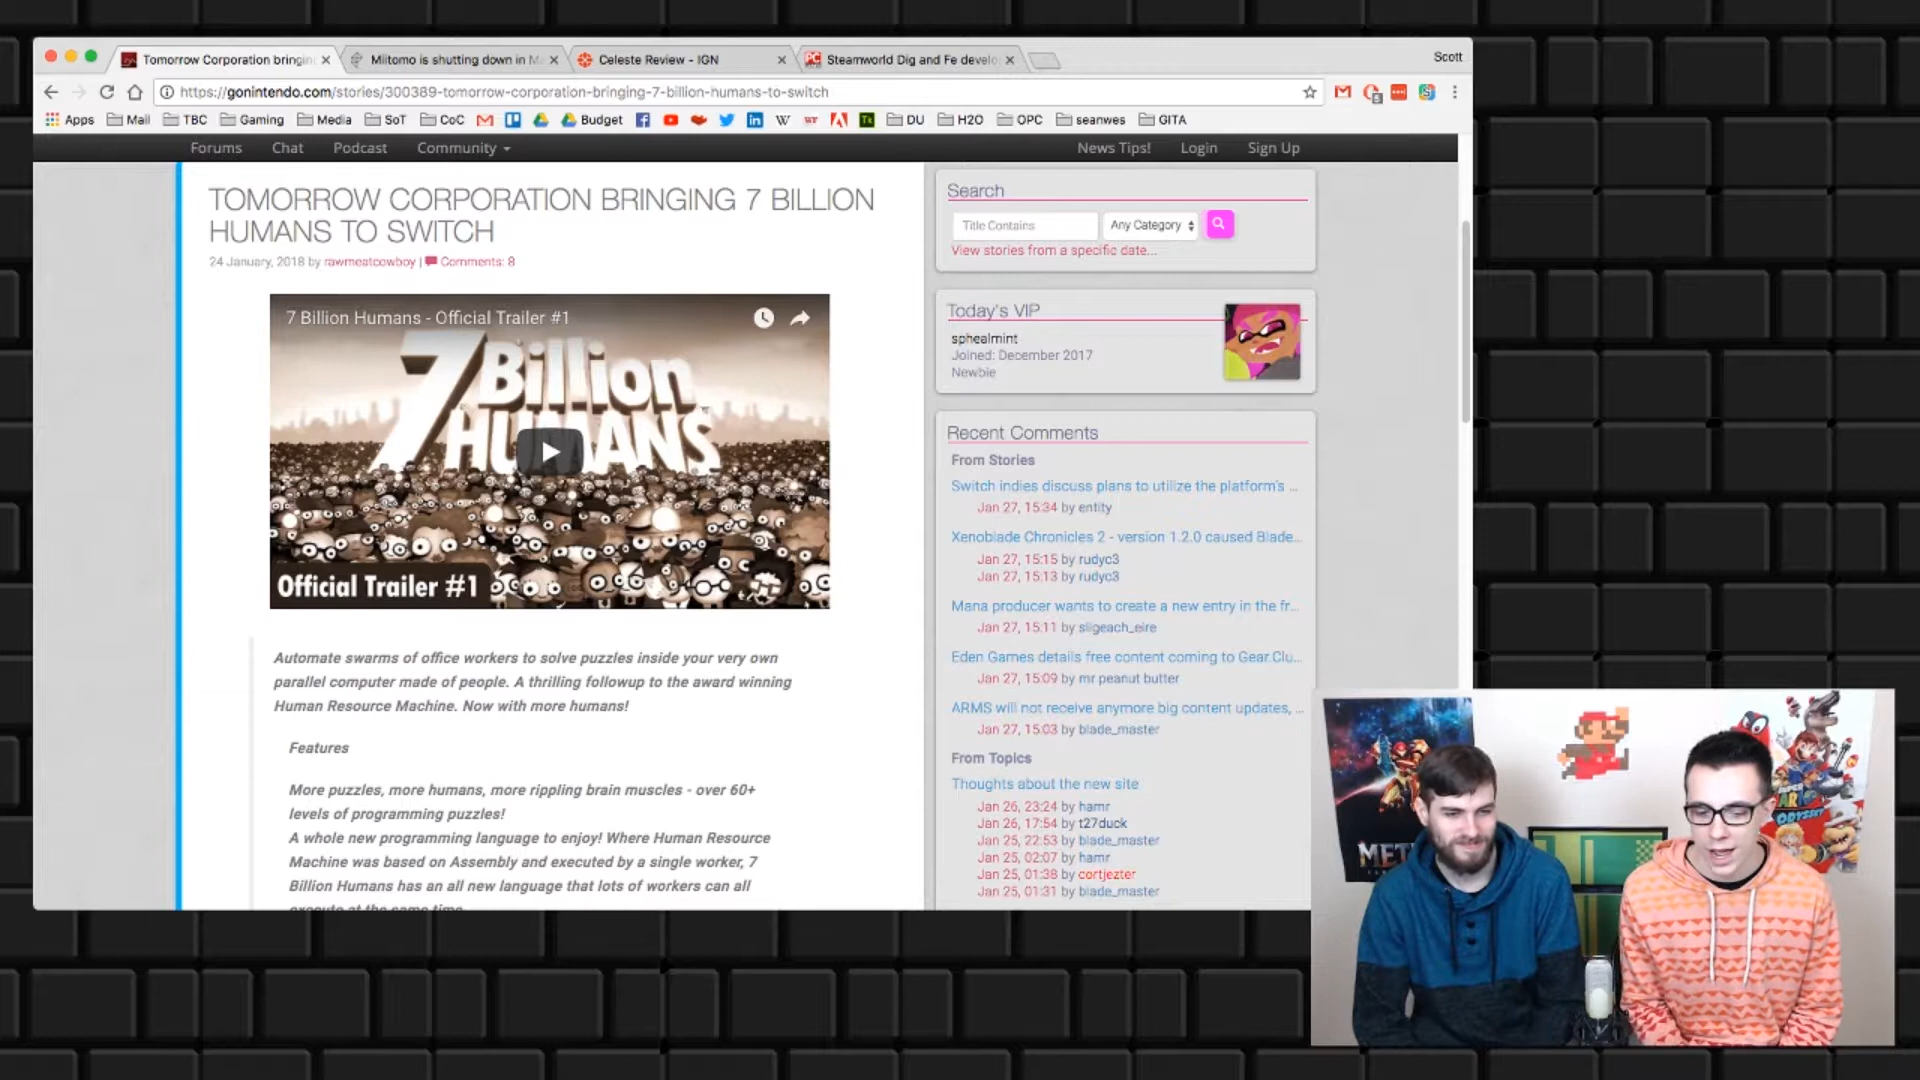 Tomorrow Corporation bringin
Miitomo is shutting down in M
Celeste Review - IGN
Steamworld Dig and Fe develo
Scott
https://gonintendo.com/stories/300389-tomorrow-corporation-bringing-7-billion-humans-to-switch
Apps
Mail
TBC
Gaming
Media
SoT
CoC
Budget
DU
H2O
OPC
seanwes
GITA
Forums
Chat
Podcast
Community
News Tips!
Login
Sign Up
TOMORROW CORPORATION BRINGING 7 BILLION
HUMANS TO SWITCH
24 January, 2018 by rawmeatcowboy | Comments: 8
7 Billion Humans - Official Trailer #1
7 Billion
HUMANS
Official Trailer #1
Automate swarms of office workers to solve puzzles inside your very own
parallel computer made of people. A thrilling followup to the award winning
Human Resource Machine. Now with more humans!
Features
More puzzles, more humans, more rippling brain muscles - over 60+
levels of programming puzzles!
A whole new programming language to enjoy! Where Human Resource
Machine was based on Assembly and executed by a single worker, 7
Billion Humans has an all new language that lots of workers can all
execute at the same time.
Search
Title Contains
Any Category
View stories from a specific date...
Today's VIP
sphealmint
Joined: December 2017
Newbie
Recent Comments
From Stories
Switch indies discuss plans to utilize the platform's ...
Jan 27, 15:34 by entity
Xenoblade Chronicles 2 - version 1.2.0 caused Blade...
Jan 27, 15:15 by rudyc3
Jan 27, 15:13 by rudyc3
Mana producer wants to create a new entry in the fr...
Jan 27, 15:11 by sligeach_eire
Eden Games details free content coming to Gear.Clu...
Jan 27, 15:09 by mr peanut butter
ARMS will not receive anymore big content updates, ...
Jan 27, 15:03 by blade_master
From Topics
Thoughts about the new site
Jan 26, 23:24 by hamr
Jan 26, 17:54 by t27duck
Jan 25, 22:53 by blade_master
Jan 25, 02:07 by hamr
Jan 25, 01:38 by cortjezter
Jan 25, 01:31 by blade_master
MET
SUPER
MARIO
ODYSSEY